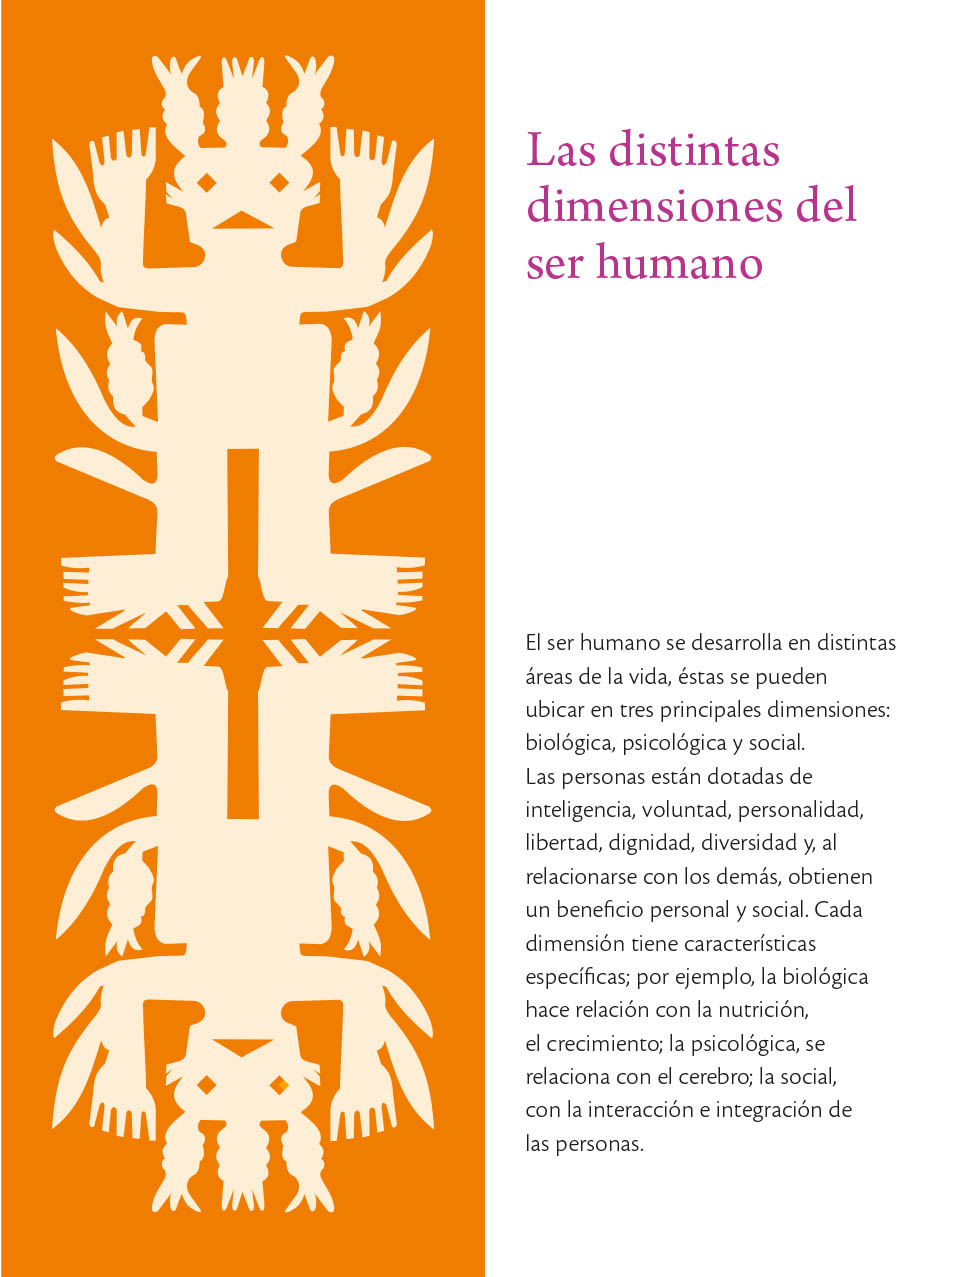 Las distintas
dimensiones del
ser humano
El ser humano se desarrolla en distintas
áreas de la vida, éstas se pueden
ubicar en tres principales dimensiones:
biológica, psicológica y social.
Las personas están dotadas de
inteligencia, voluntad, personalidad,
libertad, dignidad, diversidad y, al
relacionarse con los demás, obtienen
un beneficio personal y social. Cada
dimensión tiene características
específicas; por ejemplo, la biológica
hace relación con la nutrición,
el crecimiento; la psicológica, se
relaciona con el cerebro; la social,
con la interacción e integración de
las personas.